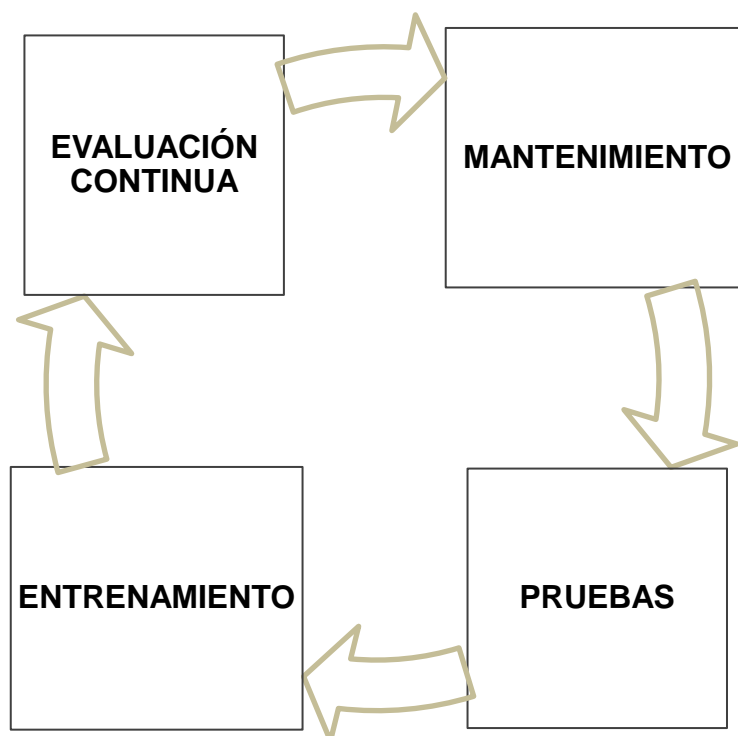 EVALUACIÓN
CONTINUA
MANTENIMIENTO
ENTRENAMIENTO
PRUEBAS